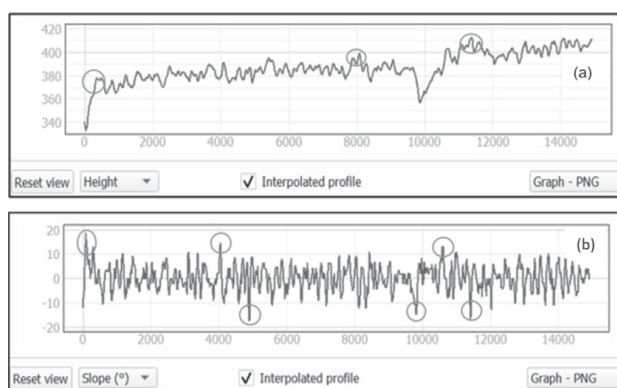 420
400
380
360
340
(a)
0 2000 4000 6000 8000 10000 12000 14000
Reset view Height Interpolated profile Graph - PNG
20
10
0
-10
-20
(b)
0 2000 4000 6000 8000 10000 12000 14000
Reset view Slope (°) Interpolated profile Graph - PNG